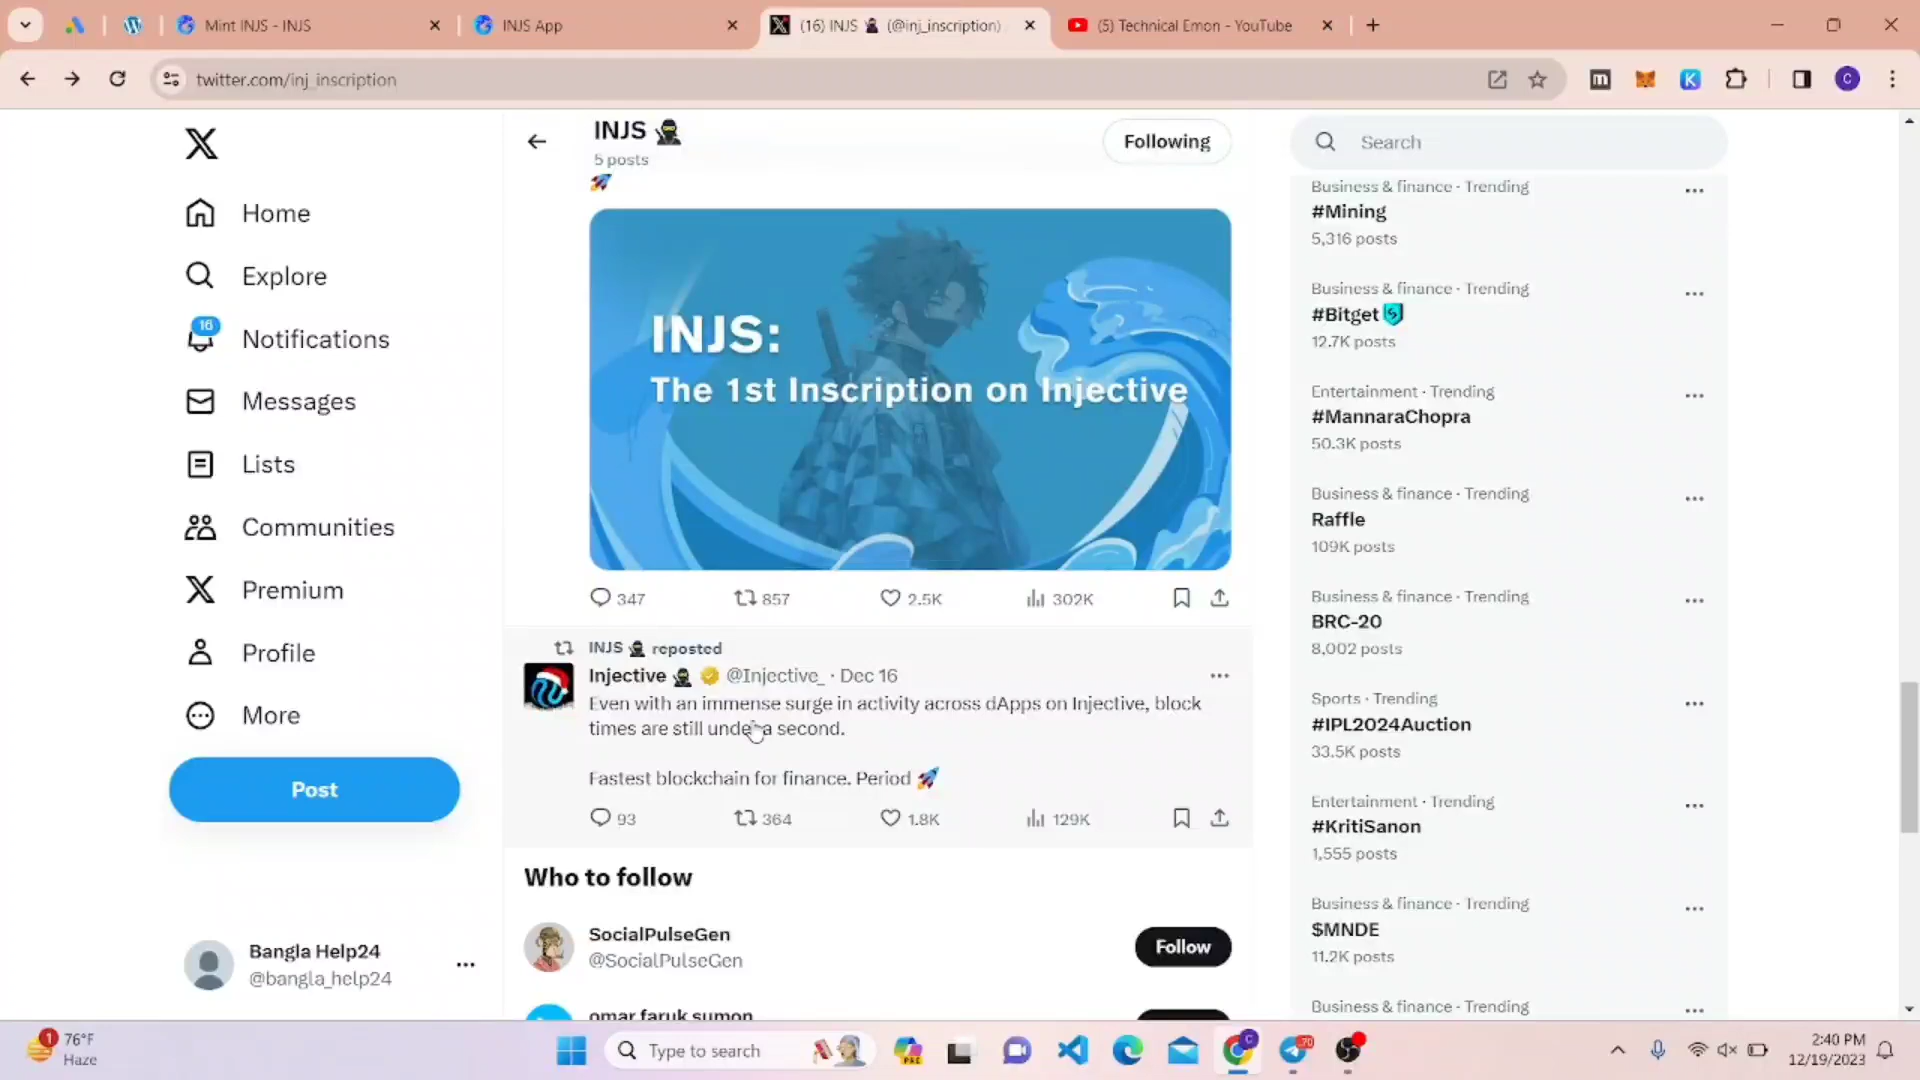 Mint INJS - INJS
INJS App
(16) INJS 🥷 (@inj_inscription)
(5) Technical Emon - YouTube
twitter.com/inj_inscription
Home
Explore
16
Notifications
Messages
Lists
Communities
Premium
Profile
More
Post
Bangla Help24
@bangla_help24
INJS 🥷
5 posts
Following
🚀
INJS:
The 1st Inscription on Injective
347
857
2.5K
302K
INJS 🥷 reposted
Injective 🥷 @Injective_ · Dec 16
Even with an immense surge in activity across dApps on Injective, block
times are still under a second.
Fastest blockchain for finance. Period 🚀
93
364
1.8K
129K
Who to follow
SocialPulseGen
@SocialPulseGen
Follow
omar faruk sumon
Search
Business & finance · Trending
#Mining
5,316 posts
Business & finance · Trending
#Bitget
12.7K posts
Entertainment · Trending
#MannaraChopra
50.3K posts
Business & finance · Trending
Raffle
109K posts
Business & finance · Trending
BRC-20
8,002 posts
Sports · Trending
#IPL2024Auction
33.5K posts
Entertainment · Trending
#KritiSanon
1,555 posts
Business & finance · Trending
$MNDE
11.2K posts
Business & finance · Trending
1
76°F
Haze
Type to search
PRE
C
70
2:40 PM
12/19/2023